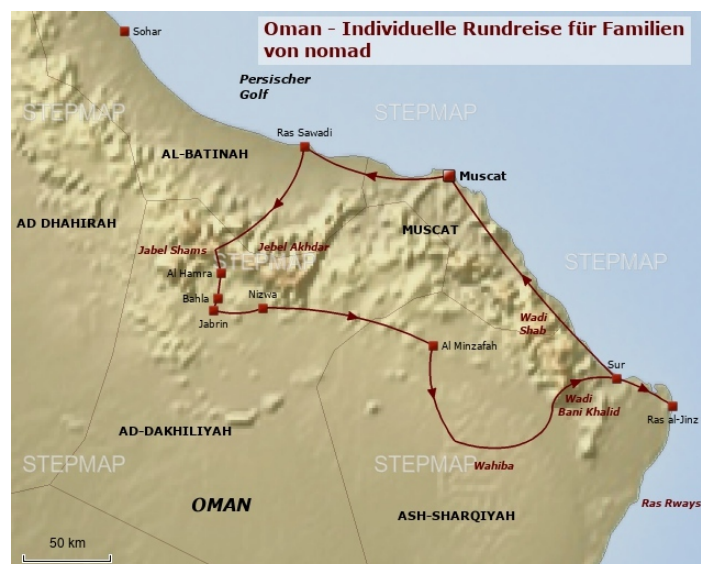 Oman - Individuelle Rundreise für Familien
von nomad
Sohar
Persischer
Golf
STEPMAP
STEPMAP
Ras Sawadi
AL-BATINAH
Muscat
AD DHAHIRAH
MUSCAT
Jabel Shams
Jebel Akhdar
STEPMAP
STEPMAP
Al Hamra
Bahla
Nizwa
Jabrin
Wadi
Shab
Al Minzafah
Sur
Wadi
Bani Khalid
Ras al-Jinz
AD-DAKHILIYAH
STEPMAP
STEPMAP
Wahiba
OMAN
ASH-SHARQIYAH
Ras Rways
50 km